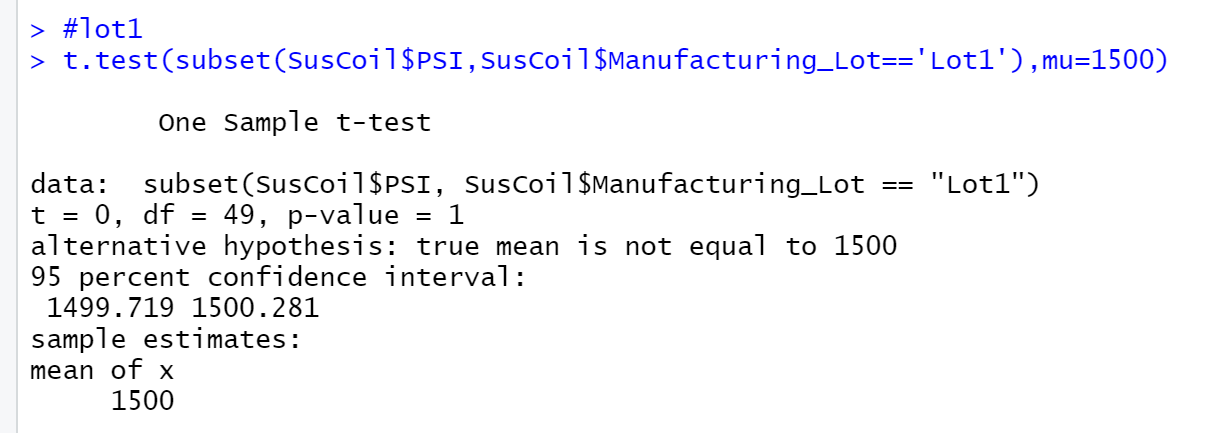 > #lot1
> t.test(subset(SusCoil$PSI,SusCoil$Manufacturing_Lot=='Lot1'),mu=1500)
One Sample t-test
data:  subset(SusCoil$PSI, SusCoil$Manufacturing_Lot == "Lot1")
t = 0, df = 49, p-value = 1
alternative hypothesis: true mean is not equal to 1500
95 percent confidence interval:
1499.719 1500.281
sample estimates:
mean of x
1500